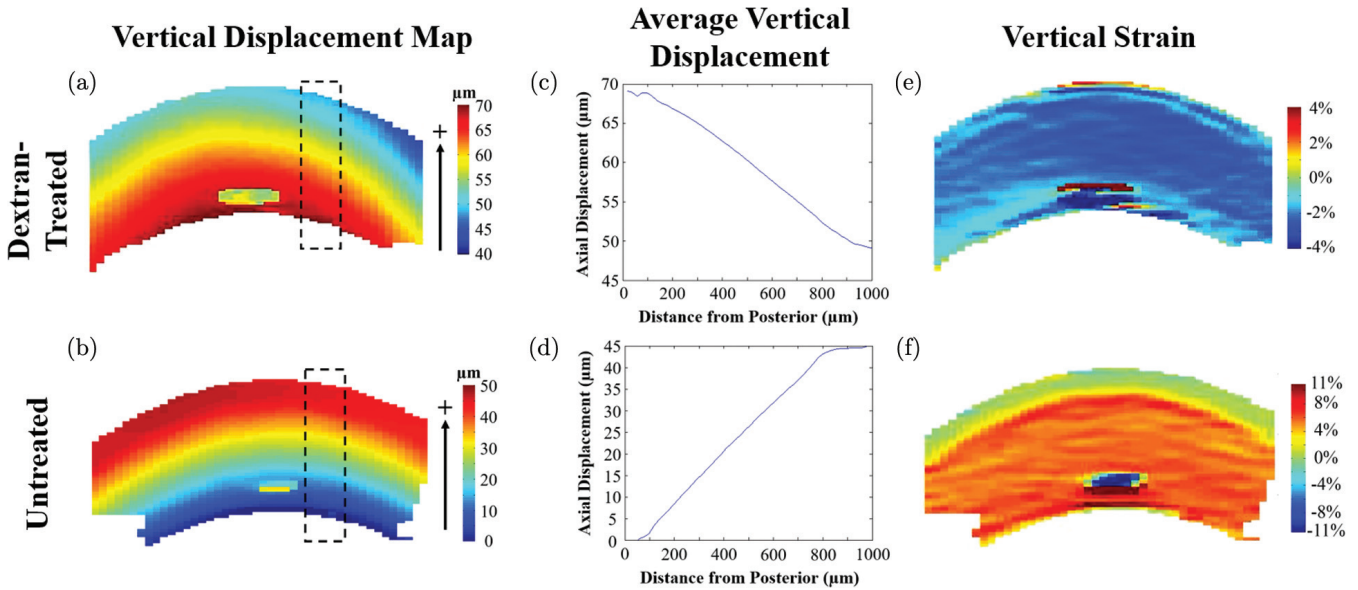 Vertical Displacement Map
Average Vertical
Displacement
Vertical Strain
Dextran-
Treated
(a)
µm
70
65
60
55
50
45
40
+
(c)
Axial Displacement (µm)
70
65
60
55
50
45
0 200 400 600 800 1000
Distance from Posterior (µm)
(e)
4%
2%
0%
-2%
-4%
Untreated
(b)
µm
50
40
30
20
10
0
+
(d)
Axial Displacement (µm)
45
40
35
30
25
20
15
10
5
0
0 200 400 600 800 1000
Distance from Posterior (µm)
(f)
11%
8%
4%
0%
-4%
-8%
-11%